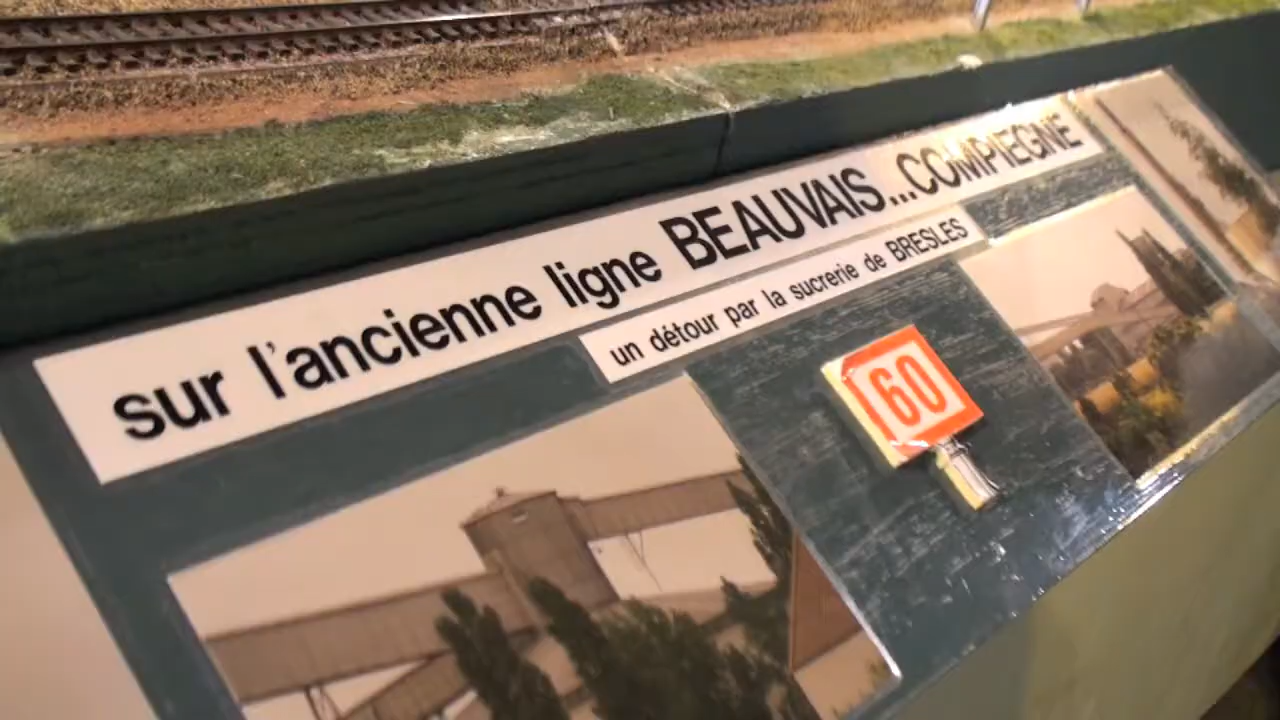 sur l'ancienne ligne BEAUVAIS...COMPIEGNE
un détour par la sucrerie de BRESLES
60